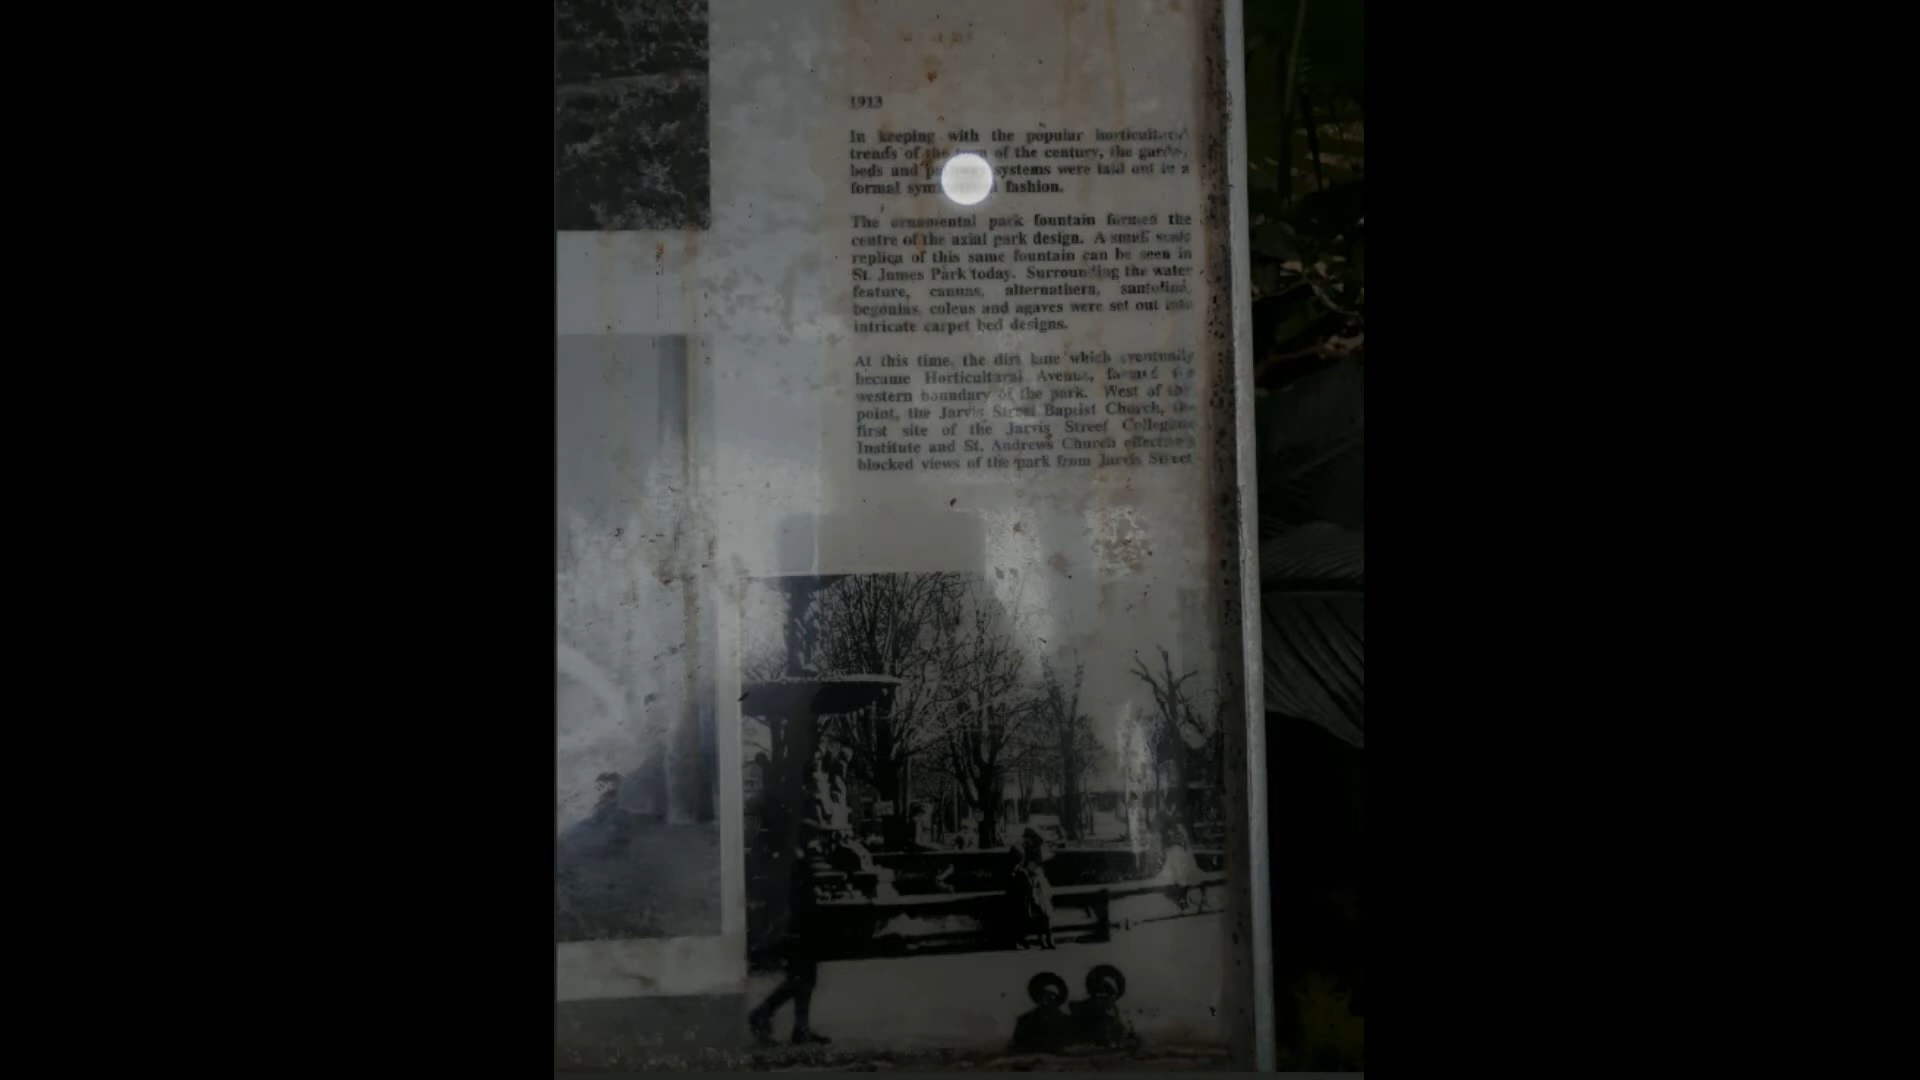 1913
In keeping with the popular horticultural
trends of the turn of the century, the garden
beds and systems were laid out in a
formal fashion.
The ornamental park fountain formed the
centre of the axial park design. A small scale
replica of this same fountain can be seen in
St. James Park today. Surrounding the water
feature, cannas, alternathera, santolina,
begonias, coleus and agaves were set out into
intricate carpet bed designs.
At this time, the dirt lane which eventually
became Horticultural Avenue, formed the
western boundary of the park. West of
point, the Jarvis Street Baptist Church, the
first site of the Jarvis Street Collegiate
Institute and St. Andrews Church effectively
blocked views of the park from Jarvis Street